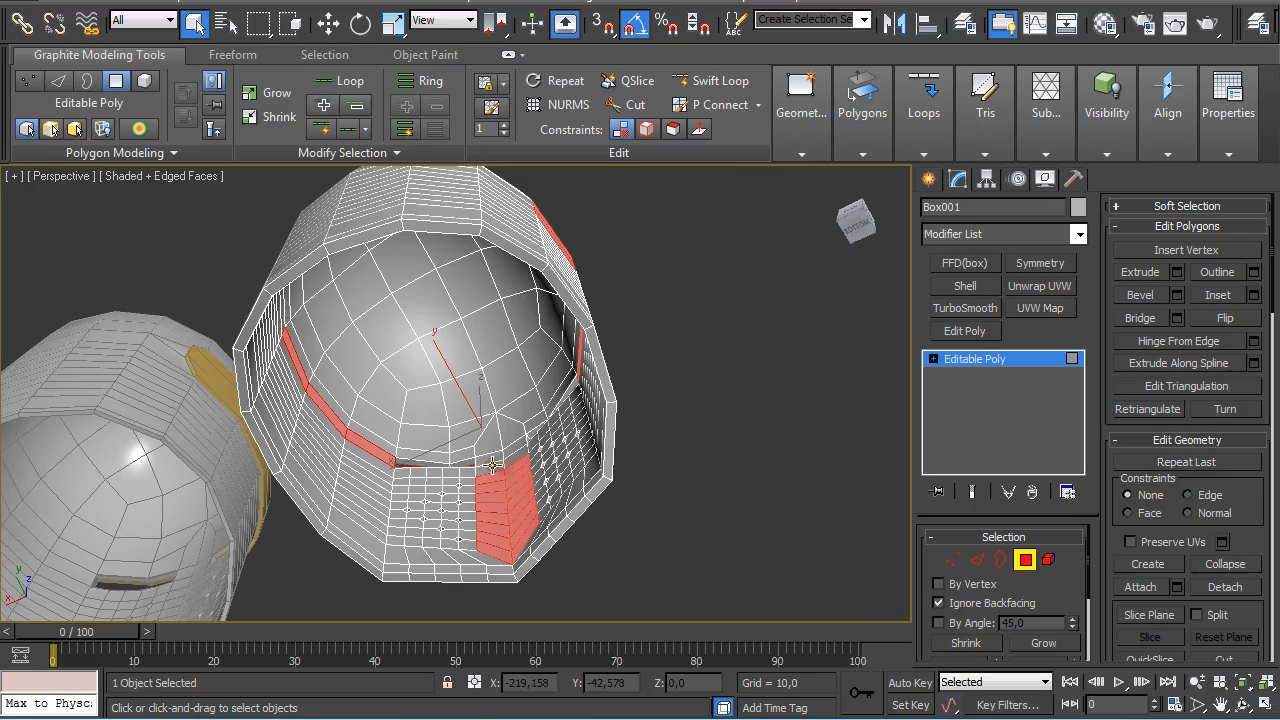 All
View
3
%
ABC
Create Selection Se
Graphite Modeling Tools Freeform Selection Object Paint
Editable Poly
Polygon Modeling
Grow
Shrink
Loop
Ring
Modify Selection
1
Repeat QSlice Swift Loop
NURMS Cut P Connect
Constraints:
Edit
Geomet... Polygons Loops Tris Sub... Visibility Align Properties
[ + ] [ Perspective ] [ Shaded + Edged Faces ]
BOTTOM
y
z
x
y
z
x
Box001
Modifier List
FFD(box) Symmetry
Shell Unwrap UVW
TurboSmooth UVW Map
Edit Poly
Editable Poly
Selection
By Vertex
Ignore Backfacing
By Angle: 45,0
Shrink Grow
Soft Selection
Edit Polygons
Insert Vertex
Extrude Outline
Bevel Inset
Bridge Flip
Hinge From Edge
Extrude Along Spline
Edit Triangulation
Retriangulate Turn
Edit Geometry
Repeat Last
Constraints
None Edge
Face Normal
Preserve UVs
Create Collapse
Attach Detach
Slice Plane Split
Slice Reset Plane
QuickSlice Cut
< 0 / 100 >
0 10 20 30 40 50 60 70 80 90 100
1 Object Selected X: -219,158 Y: -42,578 Z: 0,0 Grid = 10,0 Auto Key Selected
Max to Physc Click or click-and-drag to select objects Add Time Tag Set Key Key Filters... 0